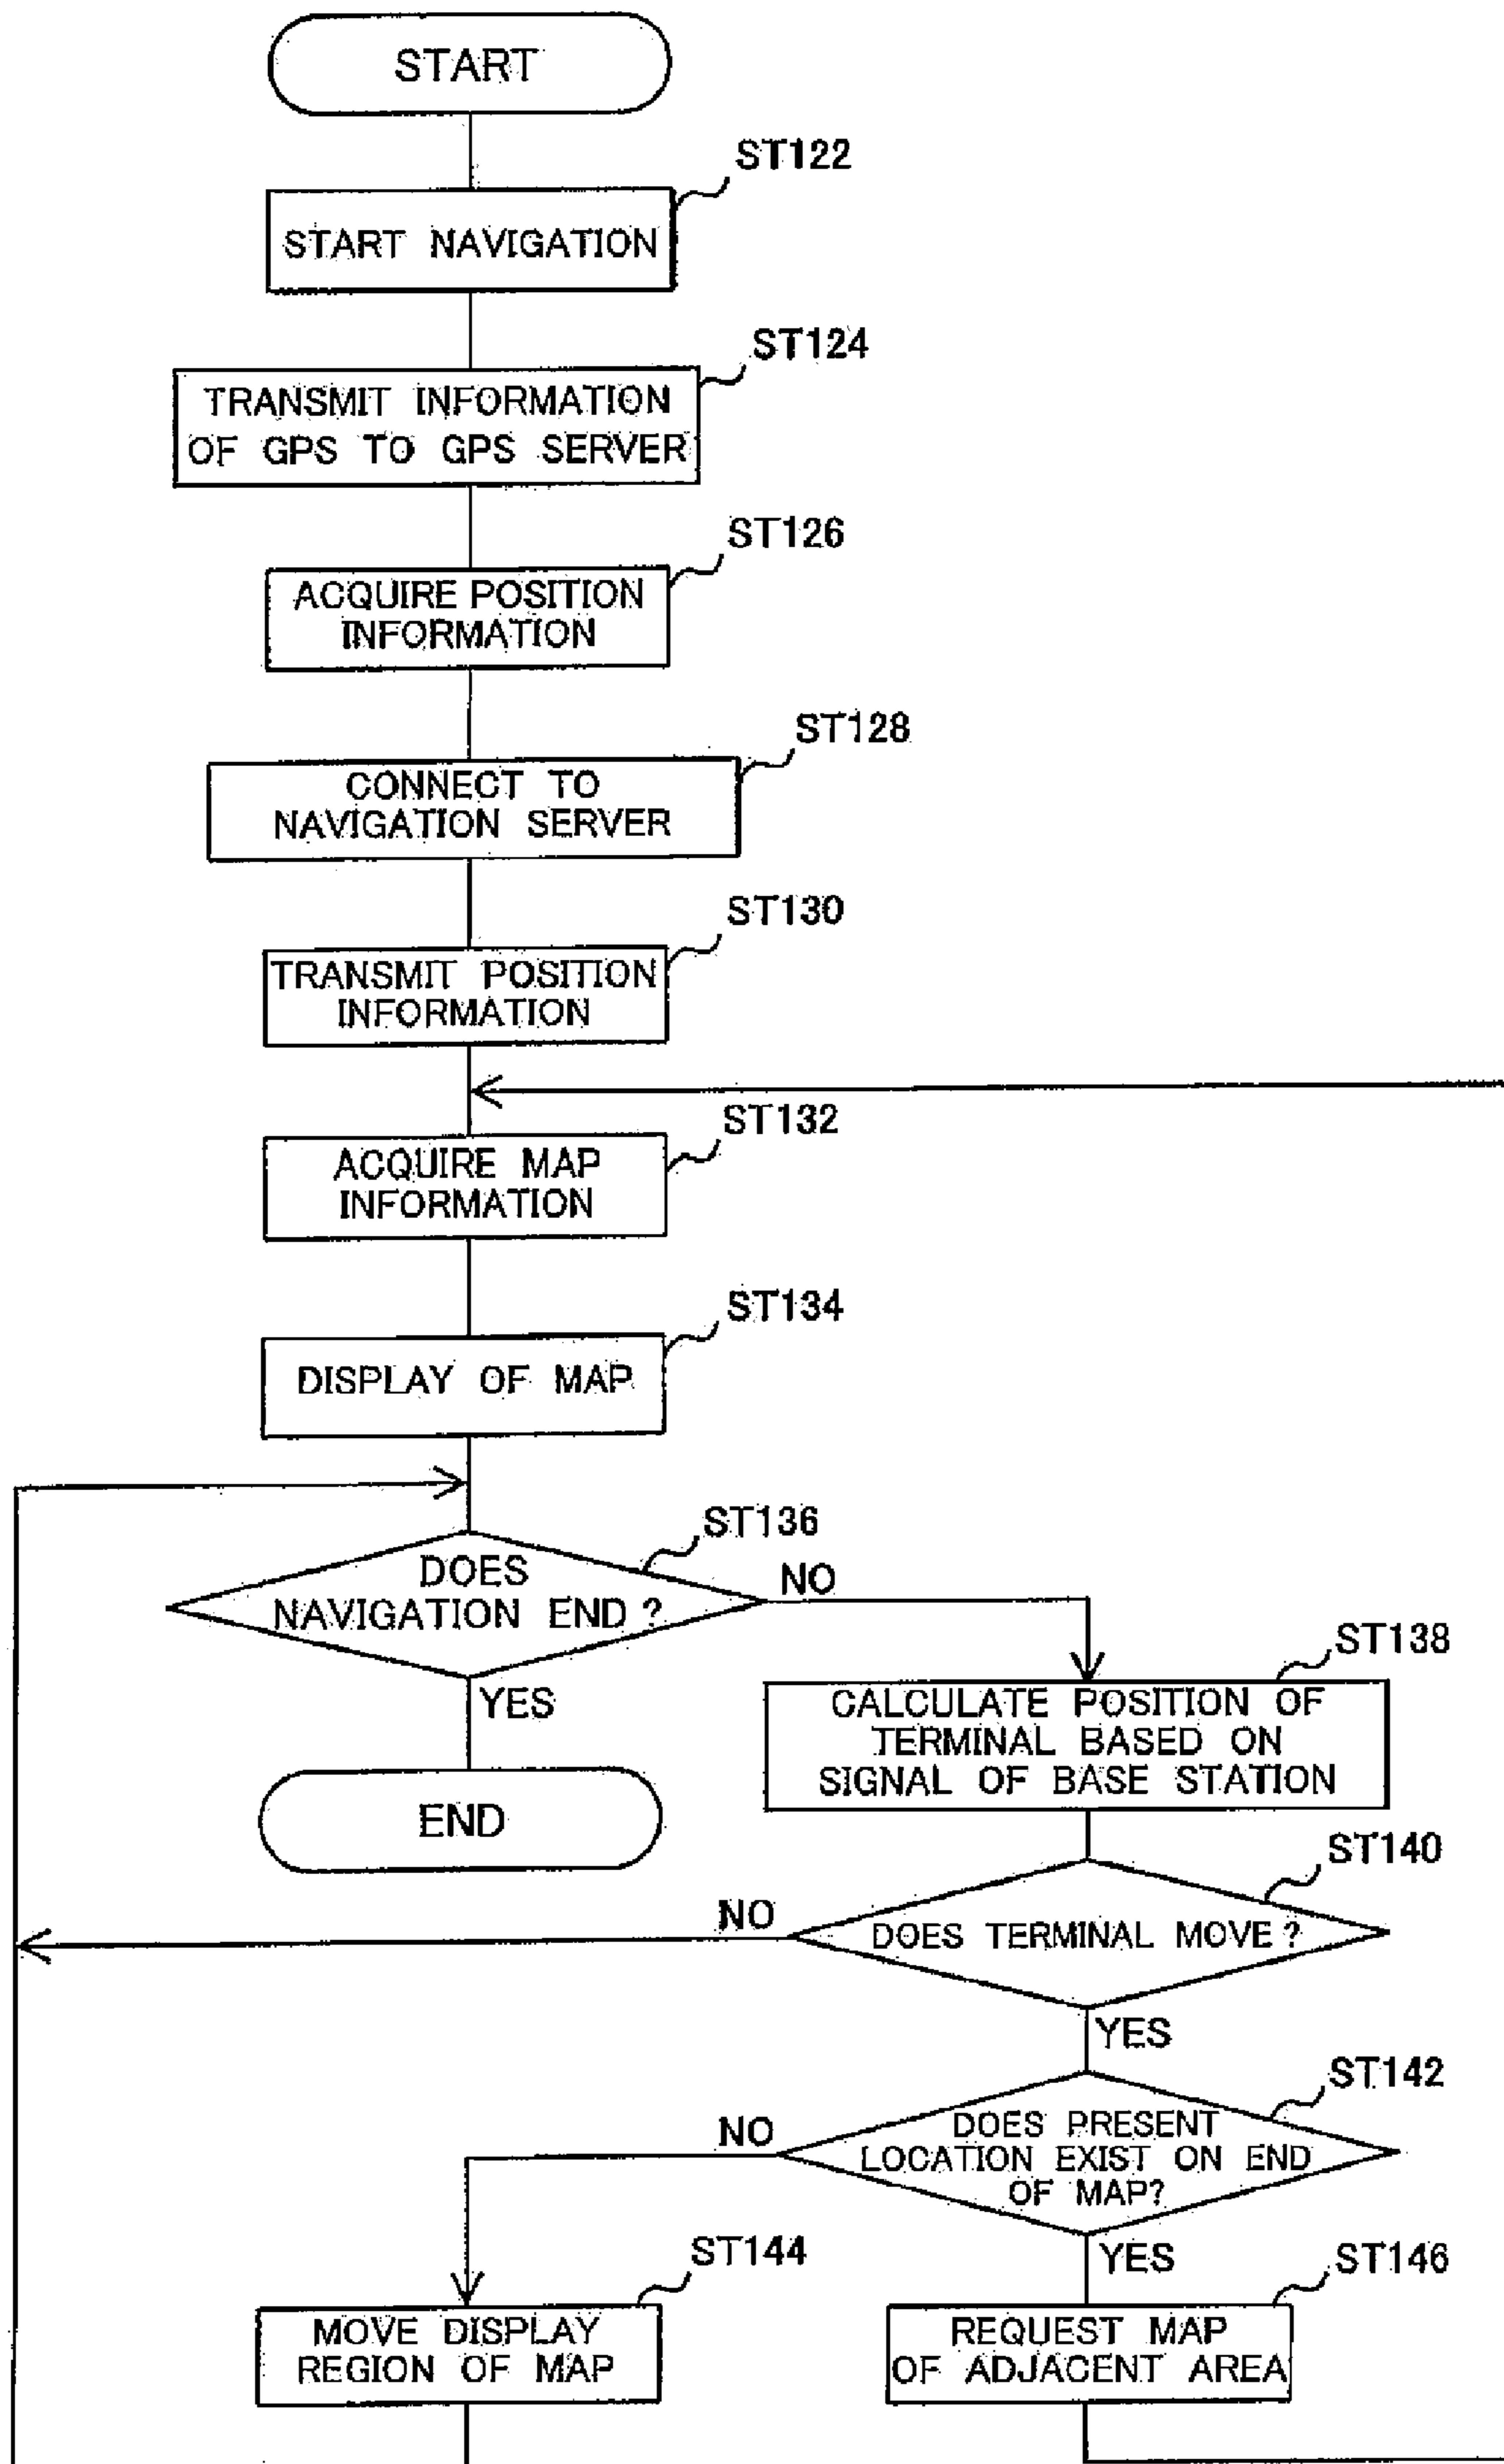 START
ST122
START NAVIGATION
ST124
TRANSMIT INFORMATION
OF GPS TO GPS SERVER
ST126
ACQUIRE POSITION
INFORMATION
ST128
CONNECT TO
NAVIGATION SERVER
ST130
TRANSMIT POSITION
INFORMATION
ST132
ACQUIRE MAP
INFORMATION
ST134
DISPLAY OF MAP
ST136
DOES
NAVIGATION END ?
NO
YES
END
ST138
CALCULATE POSITION OF
TERMINAL BASED ON
SIGNAL OF BASE STATION
ST140
DOES TERMINAL MOVE ?
NO
YES
ST142
DOES PRESENT
LOCATION EXIST ON END
OF MAP?
NO
YES
ST144
MOVE DISPLAY
REGION OF MAP
ST146
REQUEST MAP
OF ADJACENT AREA